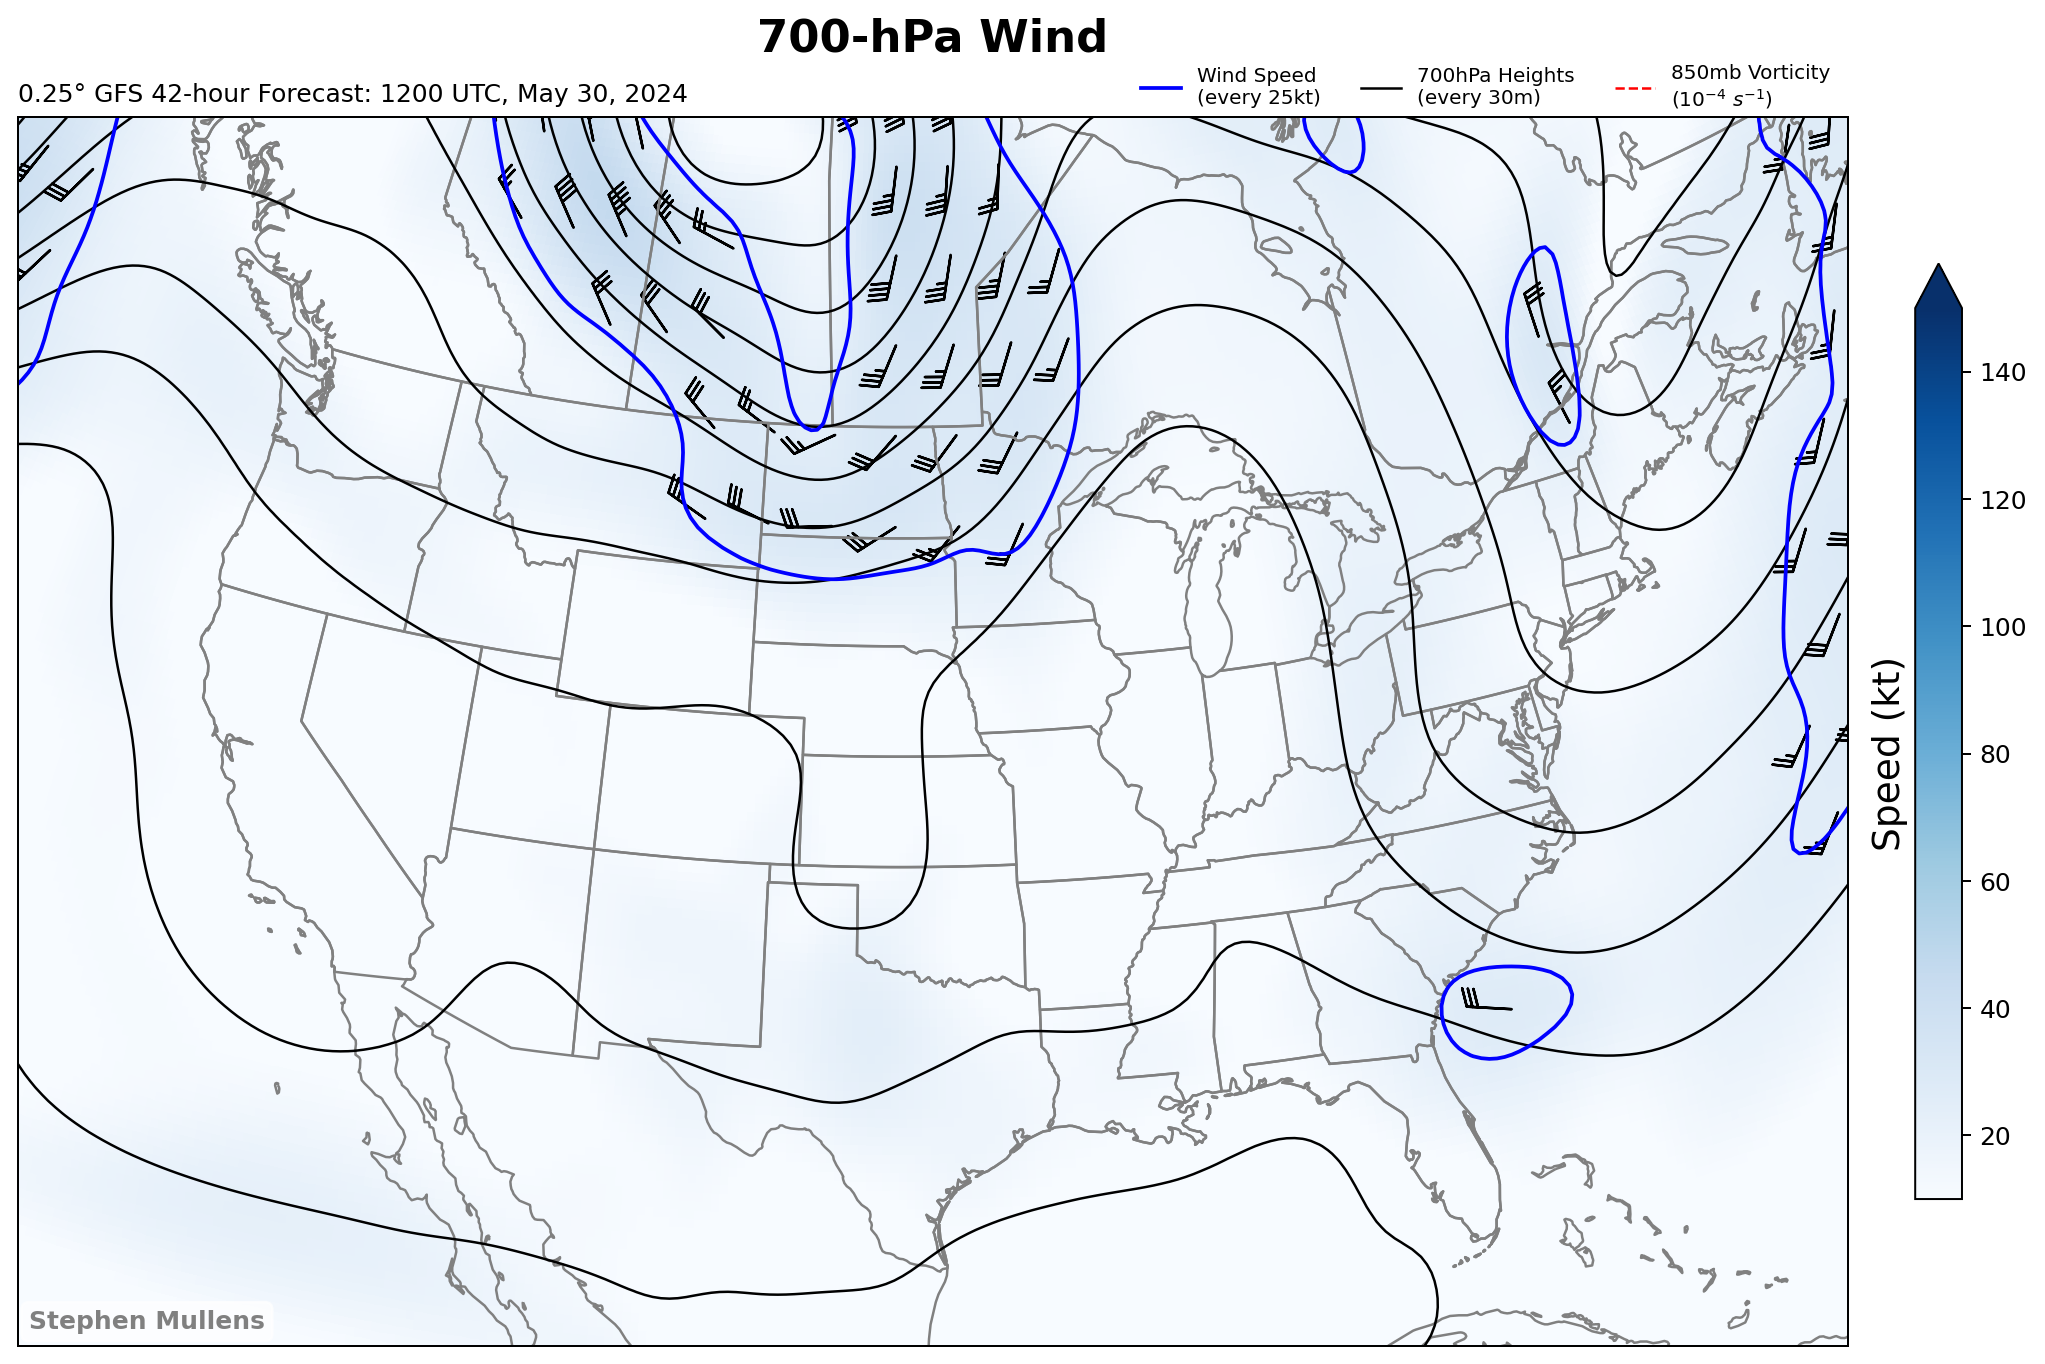 700-hPa Wind
0.25° GFS 42-hour Forecast: 1200 UTC, May 30, 2024
Wind Speed
(every 25kt)
700hPa Heights
(every 30m)
850mb Vorticity
(10⁻⁴ s⁻¹)
140
120
100
80
60
40
20
Speed (kt)
Stephen Mullens